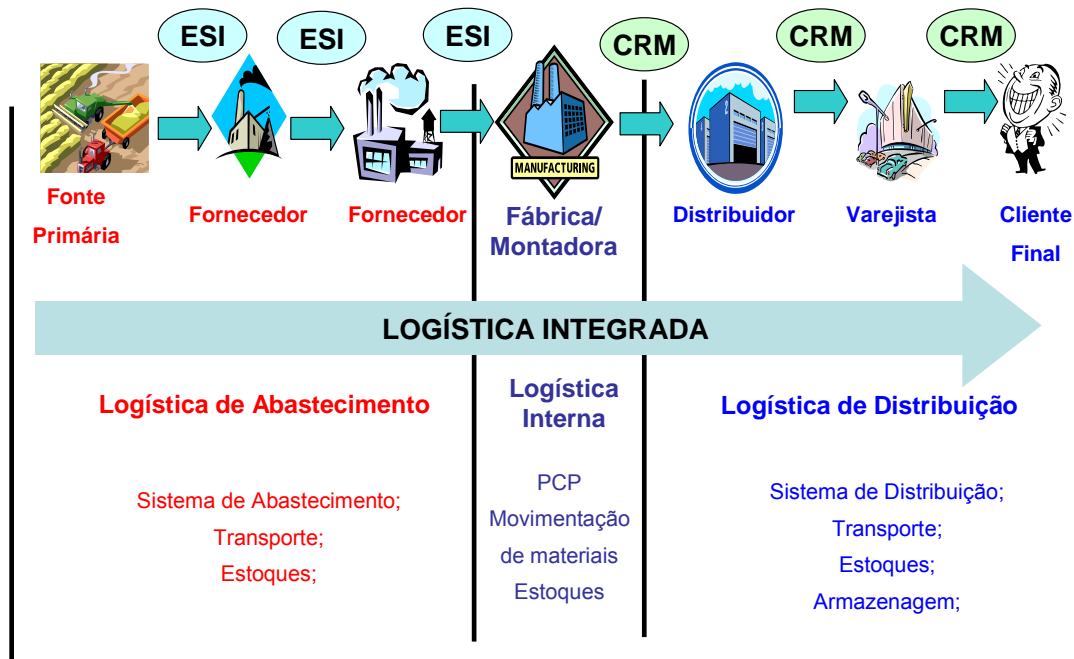 ESI
ESI
ESI
CRM
CRM
CRM
MANUFACTURING
Fonte
Primária
Fornecedor
Fornecedor
Fábrica/
Montadora
Distribuidor
Varejista
Cliente
Final
LOGÍSTICA INTEGRADA
Logística de Abastecimento
Logística
Interna
Logística de Distribuição
Sistema de Abastecimento;
Transporte;
Estoques;
PCP
Movimentação
de materiais
Estoques
Sistema de Distribuição;
Transporte;
Estoques;
Armazenagem;